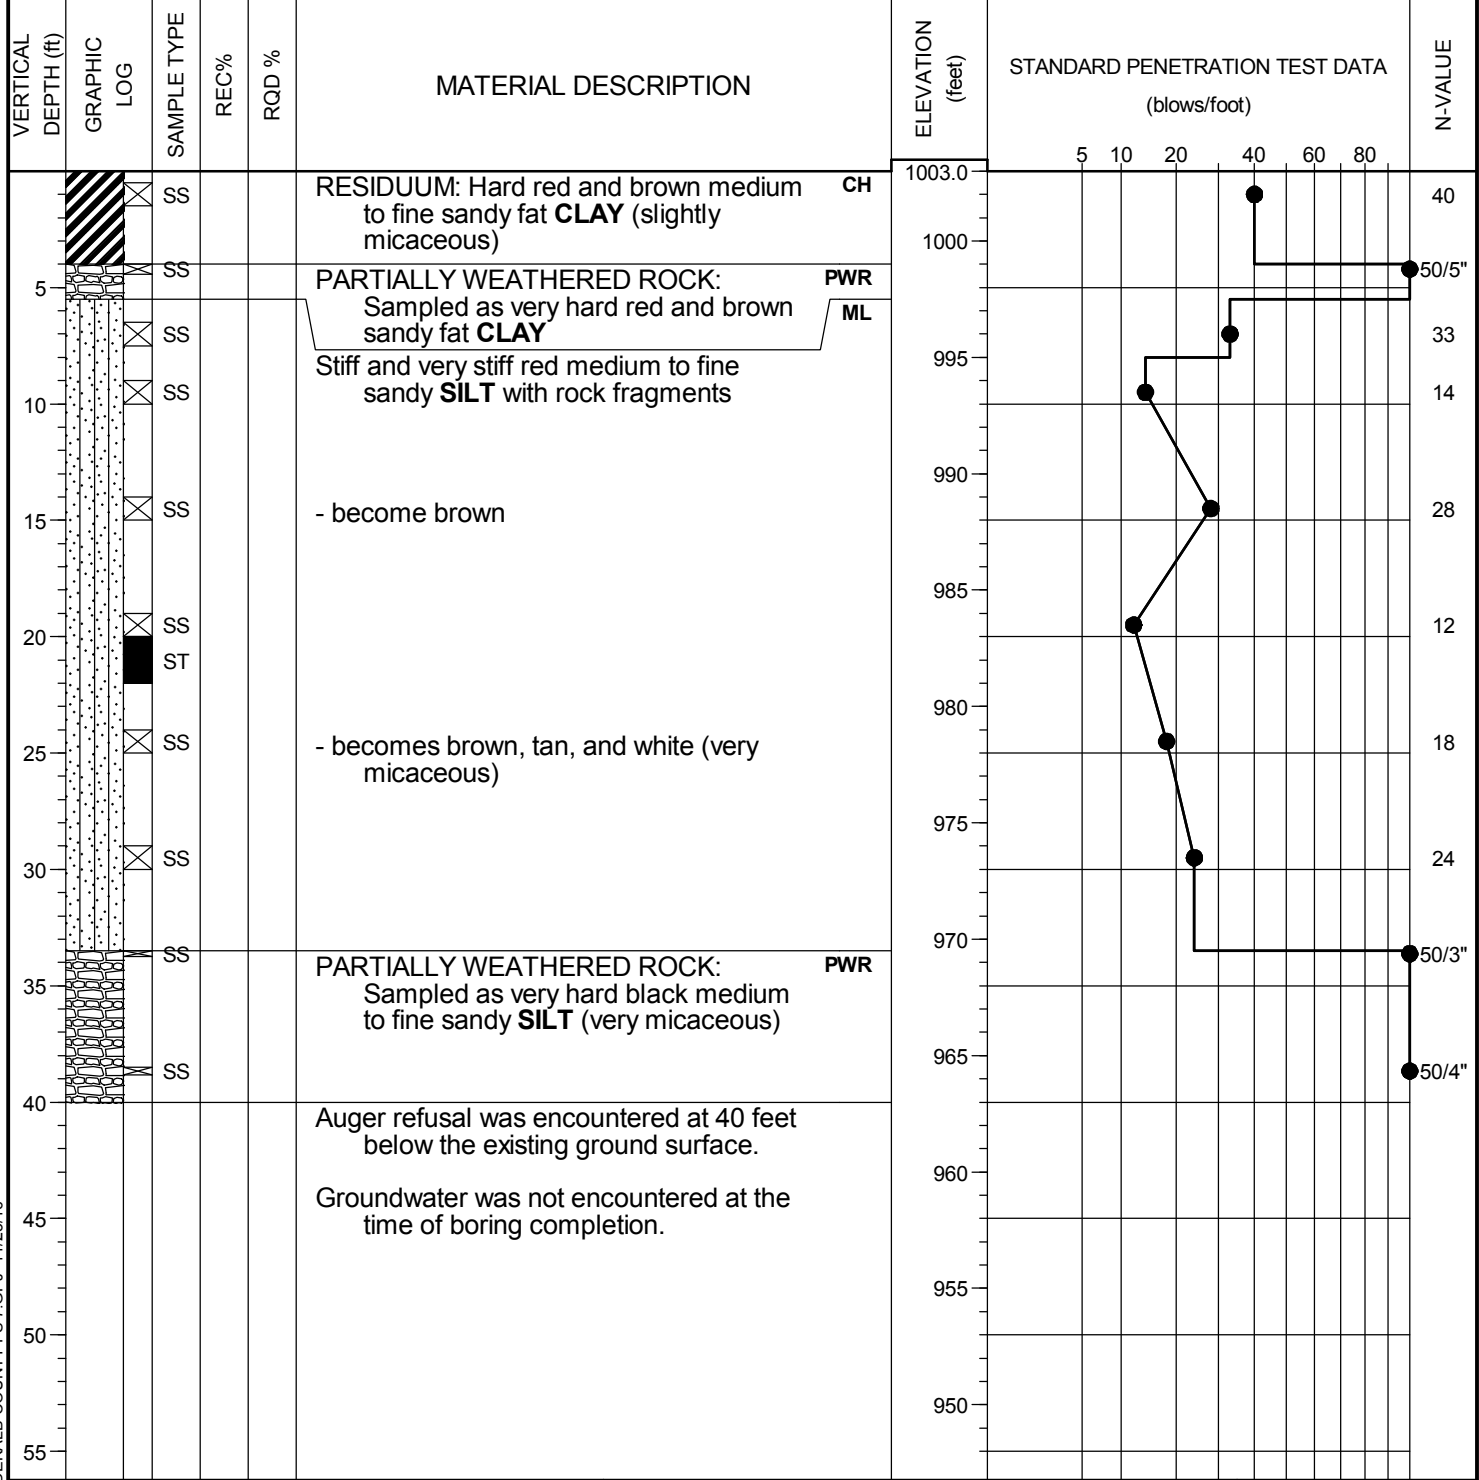 VERTICAL
DEPTH (ft)
GRAPHIC
LOG
SAMPLE TYPE
REC%
RQD %
MATERIAL DESCRIPTION
ELEVATION
(feet)
STANDARD PENETRATION TEST DATA
(blows/foot)
N-VALUE
5 10 20 40 60 80
1003.0
SS
RESIDUUM: Hard red and brown medium CH
to fine sandy fat CLAY (slightly
micaceous)
40
1000
SS
PARTIALLY WEATHERED ROCK: PWR
50/5"
5
Sampled as very hard red and brown ML
sandy fat CLAY
SS
33
995
Stiff and very stiff red medium to fine
sandy SILT with rock fragments
SS
14
10
990
SS
- become brown
28
15
985
SS
12
20
ST
980
SS
- becomes brown, tan, and white (very
micaceous)
18
25
975
SS
24
30
970
SS
50/3"
PARTIALLY WEATHERED ROCK: PWR
Sampled as very hard black medium
to fine sandy SILT (very micaceous)
35
965
SS
50/4"
40
Auger refusal was encountered at 40 feet
below the existing ground surface.
960
Groundwater was not encountered at the
time of boring completion.
45
955
50
950
55